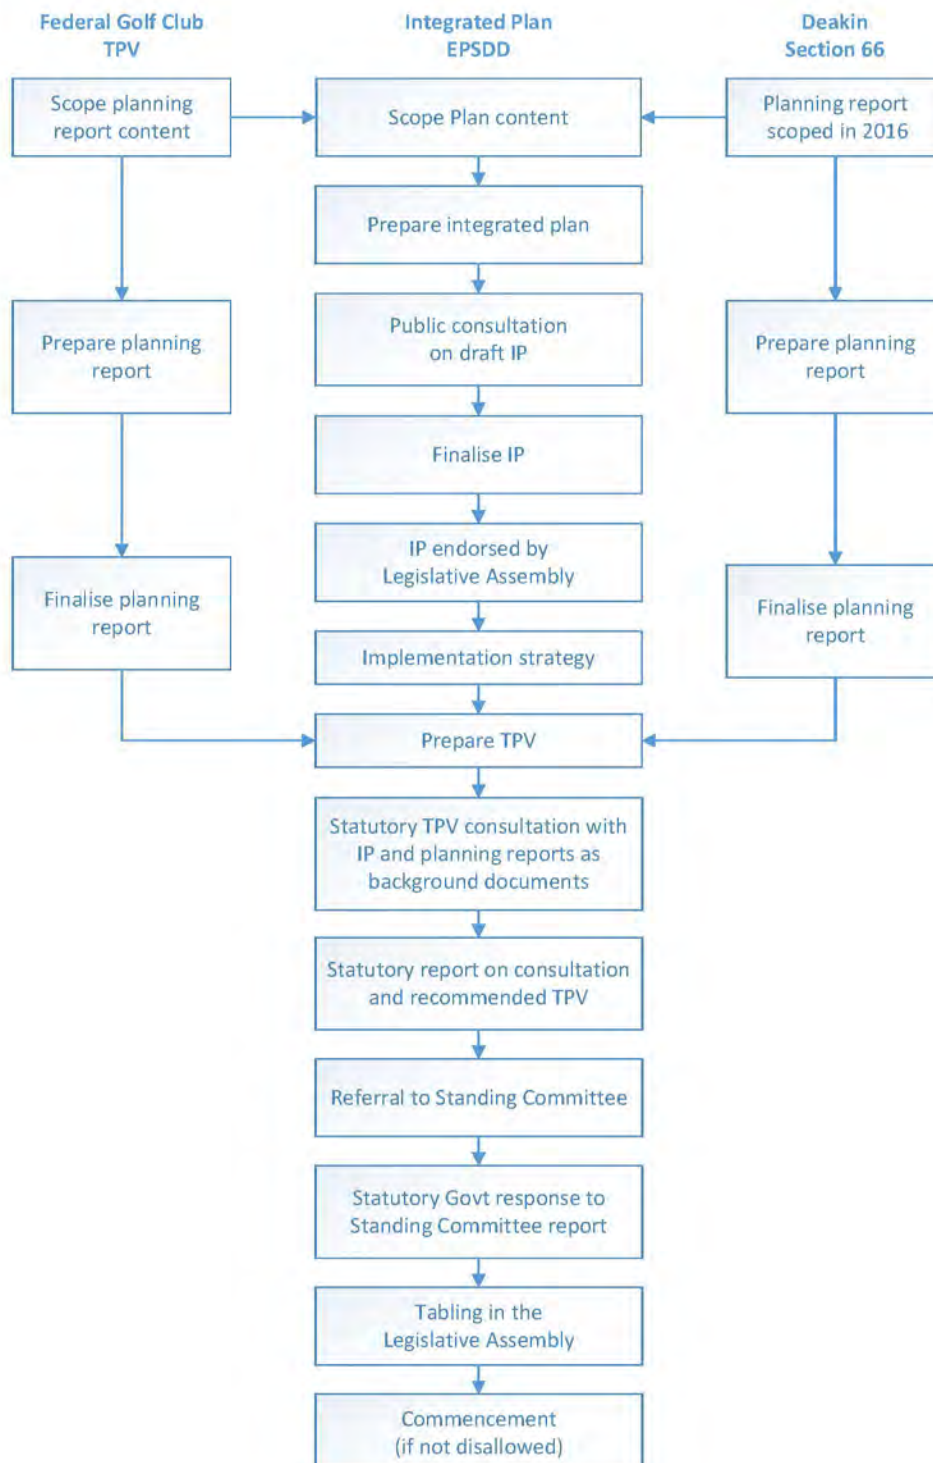 Federal Golf Club
TPV
Integrated Plan
EPSDD
Deakin
Section 66
Scope planning
report content
Scope Plan content
Planning report
scoped in 2016
Prepare integrated plan
Prepare planning
report
Public consultation
on draft IP
Prepare planning
report
Finalise IP
IP endorsed by
Legislative Assembly
Finalise planning
report
Finalise planning
report
Implementation strategy
Prepare TPV
Statutory TPV consultation with
IP and planning reports as
background documents
Statutory report on consultation
and recommended TPV
Referral to Standing Committee
Statutory Govt response to
Standing Committee report
Tabling in the
Legislative Assembly
Commencement
(if not disallowed)